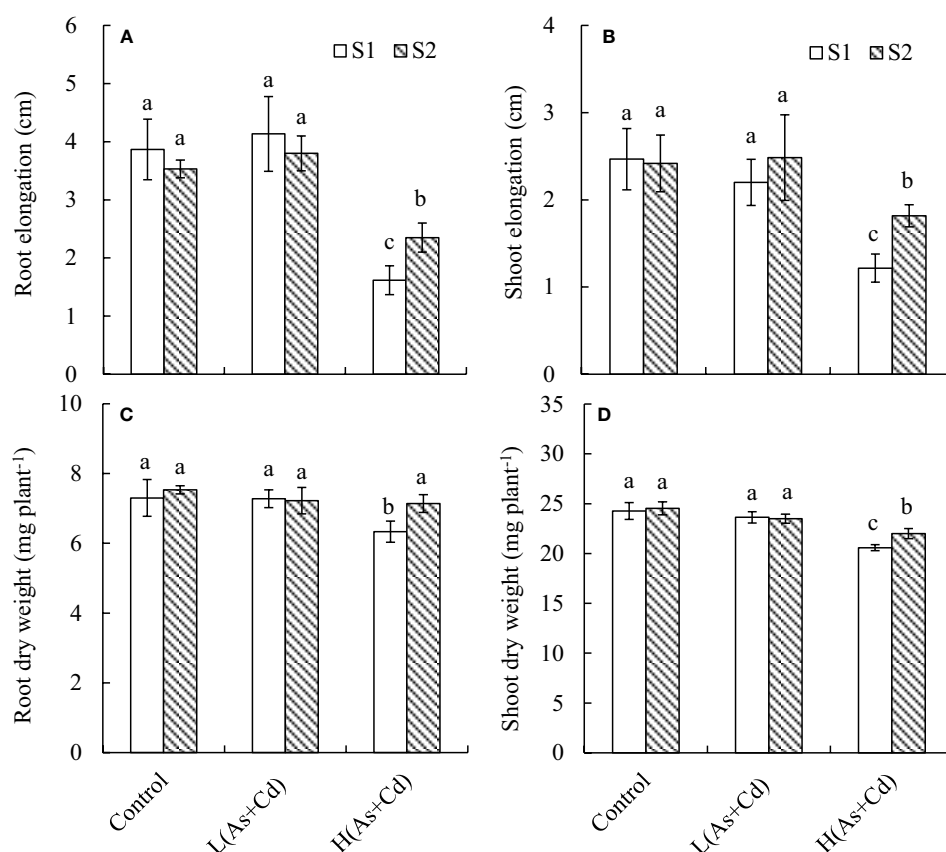 A
S1 S2
Root elongation (cm)
6
5
4
3
2
1
0
a a a a c b
B
S1 S2
Shoot elongation (cm)
4
3
2
1
0
a a a a c b
C
Root dry weight (mg plant⁻¹)
10
8
6
4
2
0
a a a a b a
Control
L(As+Cd)
H(As+Cd)
D
Shoot dry weight (mg plant⁻¹)
35
30
25
20
15
10
5
0
a a a a c b
Control
L(As+Cd)
H(As+Cd)